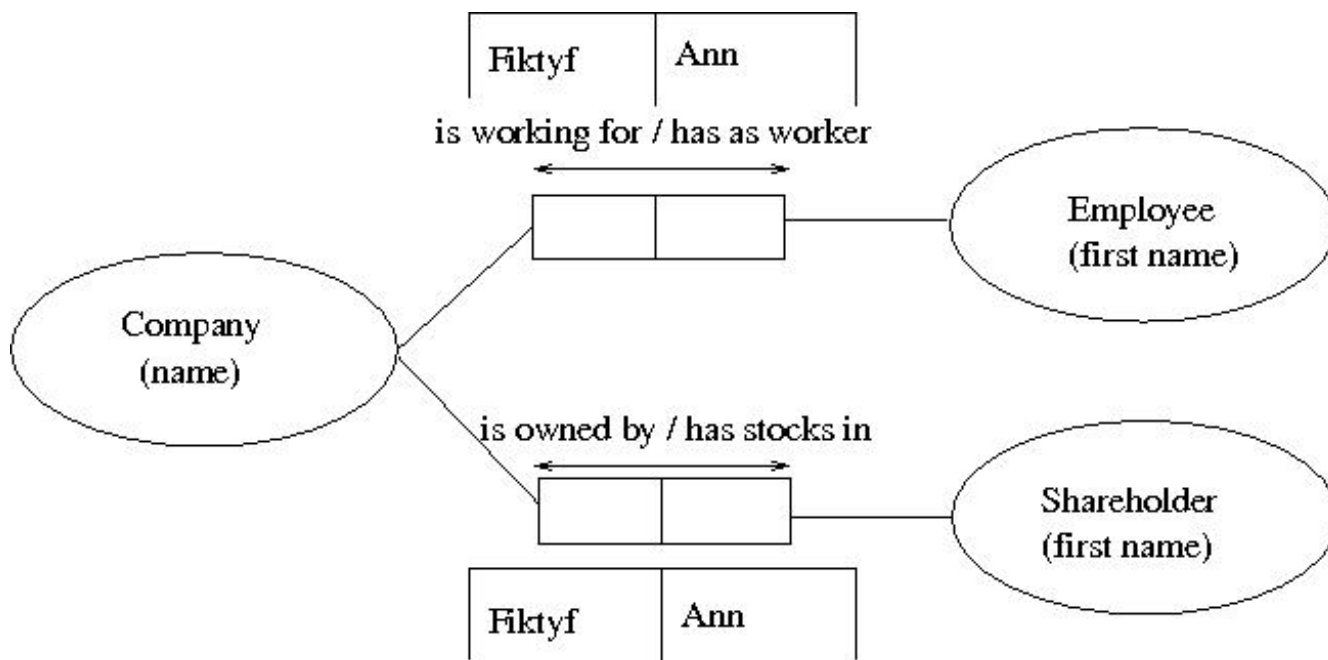 Fiktyf Ann
is working for / has as worker
Employee
(first name)
Company
(name)
is owned by / has stocks in
Shareholder
(first name)
Fiktyf Ann